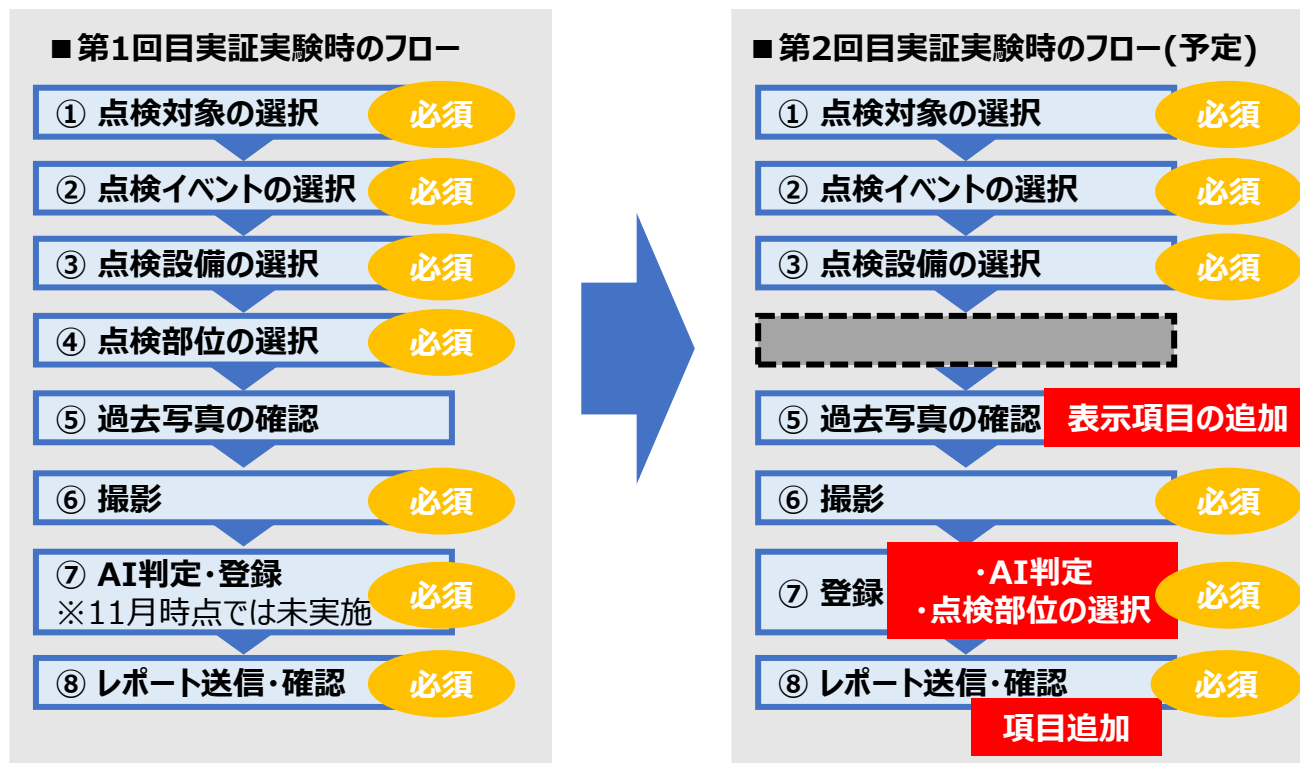 ■第1回目実証実験時のフロー
① 点検対象の選択 必須
② 点検イベントの選択 必須
③ 点検設備の選択 必須
④ 点検部位の選択 必須
⑤ 過去写真の確認
⑥ 撮影 必須
⑦ AI判定・登録
※11月時点では未実施
必須
⑧ レポート送信・確認 必須
■第2回目実証実験時のフロー(予定)
① 点検対象の選択 必須
② 点検イベントの選択 必須
③ 点検設備の選択 必須
⑤ 過去写真の確認 表示項目の追加
⑥ 撮影 必須
⑦ 登録
・AI判定
・点検部位の選択
必須
⑧ レポート送信・確認 必須
項目追加